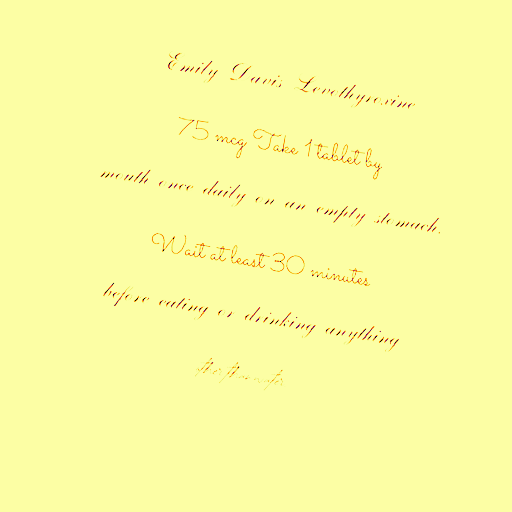 Emily Davis Levothyroxine
75 mcg Take 1 tablet by
mouth once daily on an empty stomach.
Wait at least 30 minutes
before eating or drinking anything